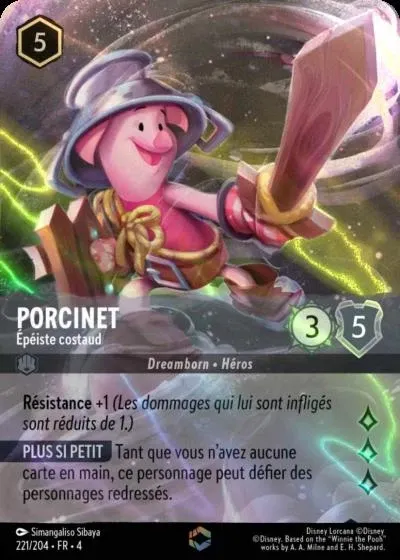 5
PORCINET
Épéiste costaud
3
5
Dreamborn • Héros
Résistance +1 (Les dommages qui lui sont infligés
sont réduits de 1.)
PLUS SI PETIT Tant que vous n'avez aucune
carte en main, ce personnage peut défier des
personnages redressés.
Simangaliso Sibaya
221/204 • FR • 4
Disney Lorcana ©Disney
©Disney. Based on the "Winnie the Pooh"
works by A. A. Milne and E. H. Shepard.